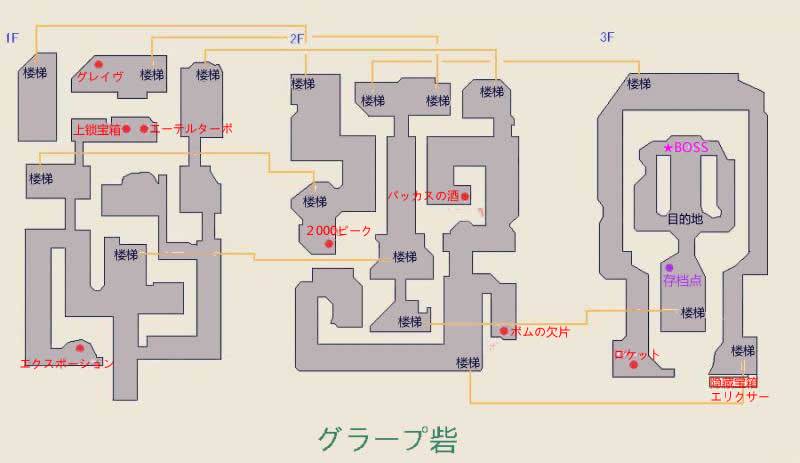 1F
2F
3F
楼梯
グレイヴ
楼梯
楼梯
上锁宝箱
エーテルターボ
楼梯
楼梯
エクスポーション
楼梯
楼梯
楼梯
楼梯
楼梯
バッカスの酒
2000ピーク
楼梯
楼梯
ボムの欠片
楼梯
楼梯
★BOSS
目的地
存档点
楼梯
ロケット
楼梯
隐藏宝箱
エリクサー
グラープ砦